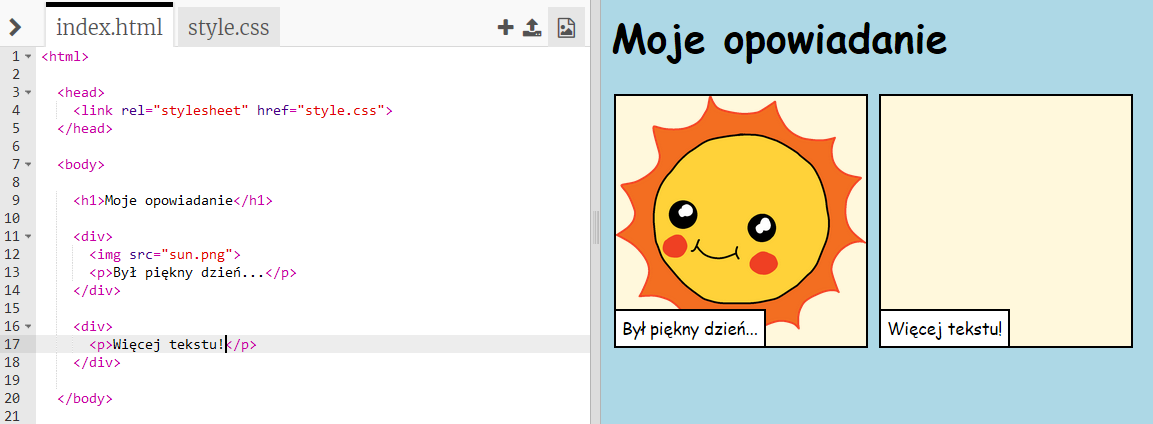 index.html style.css
1 <html>
2
3 <head>
4 <link rel="stylesheet" href="style.css">
5 </head>
6
7 <body>
8
9 <h1>Moje opowiadanie</h1>
10
11 <div>
12 <img src="sun.png">
13 <p>Był piękny dzień...</p>
14 </div>
15
16 <div>
17 <p>Więcej tekstu!</p>
18 </div>
19
20 </body>
21
Moje opowiadanie
Był piękny dzień...
Więcej tekstu!